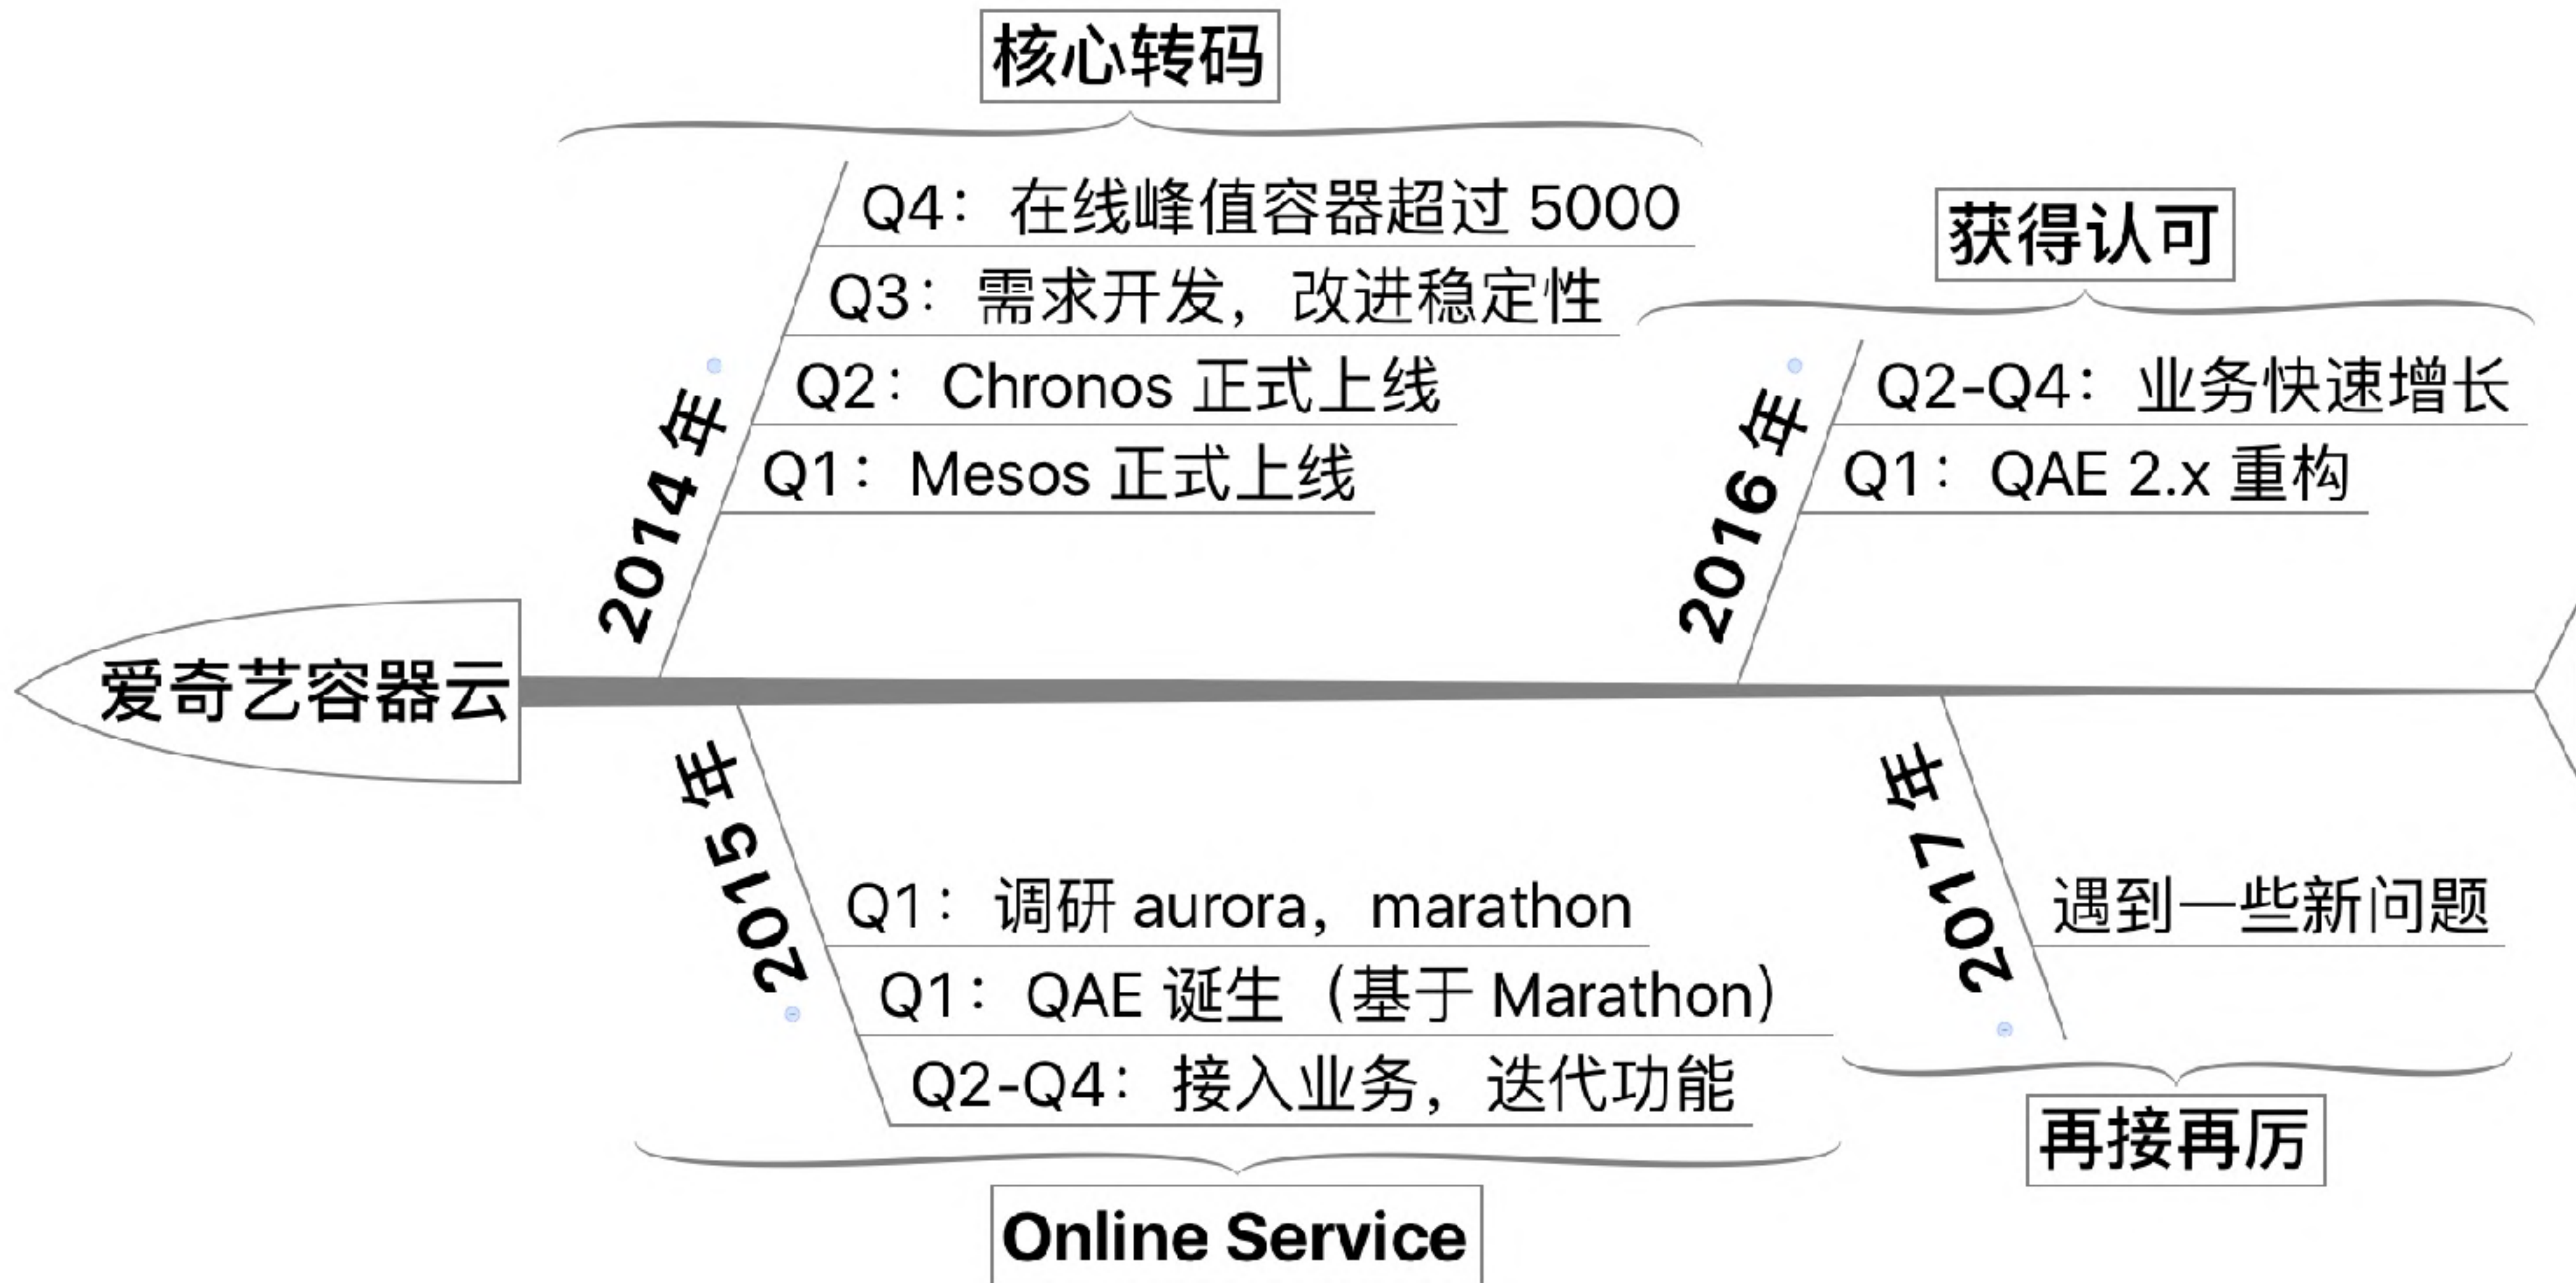 核心转码
Q4：在线峰值容器超过 5000
Q3：需求开发，改进稳定性
Q2：Chronos 正式上线
Q1：Mesos 正式上线
2014 年
获得认可
Q2-Q4：业务快速增长
Q1：QAE 2.x 重构
2016 年
爱奇艺容器云
2015 年
Q1：调研 aurora，marathon
Q1：QAE 诞生（基于 Marathon）
Q2-Q4：接入业务，迭代功能
Online Service
2017 年
遇到一些新问题
再接再厉